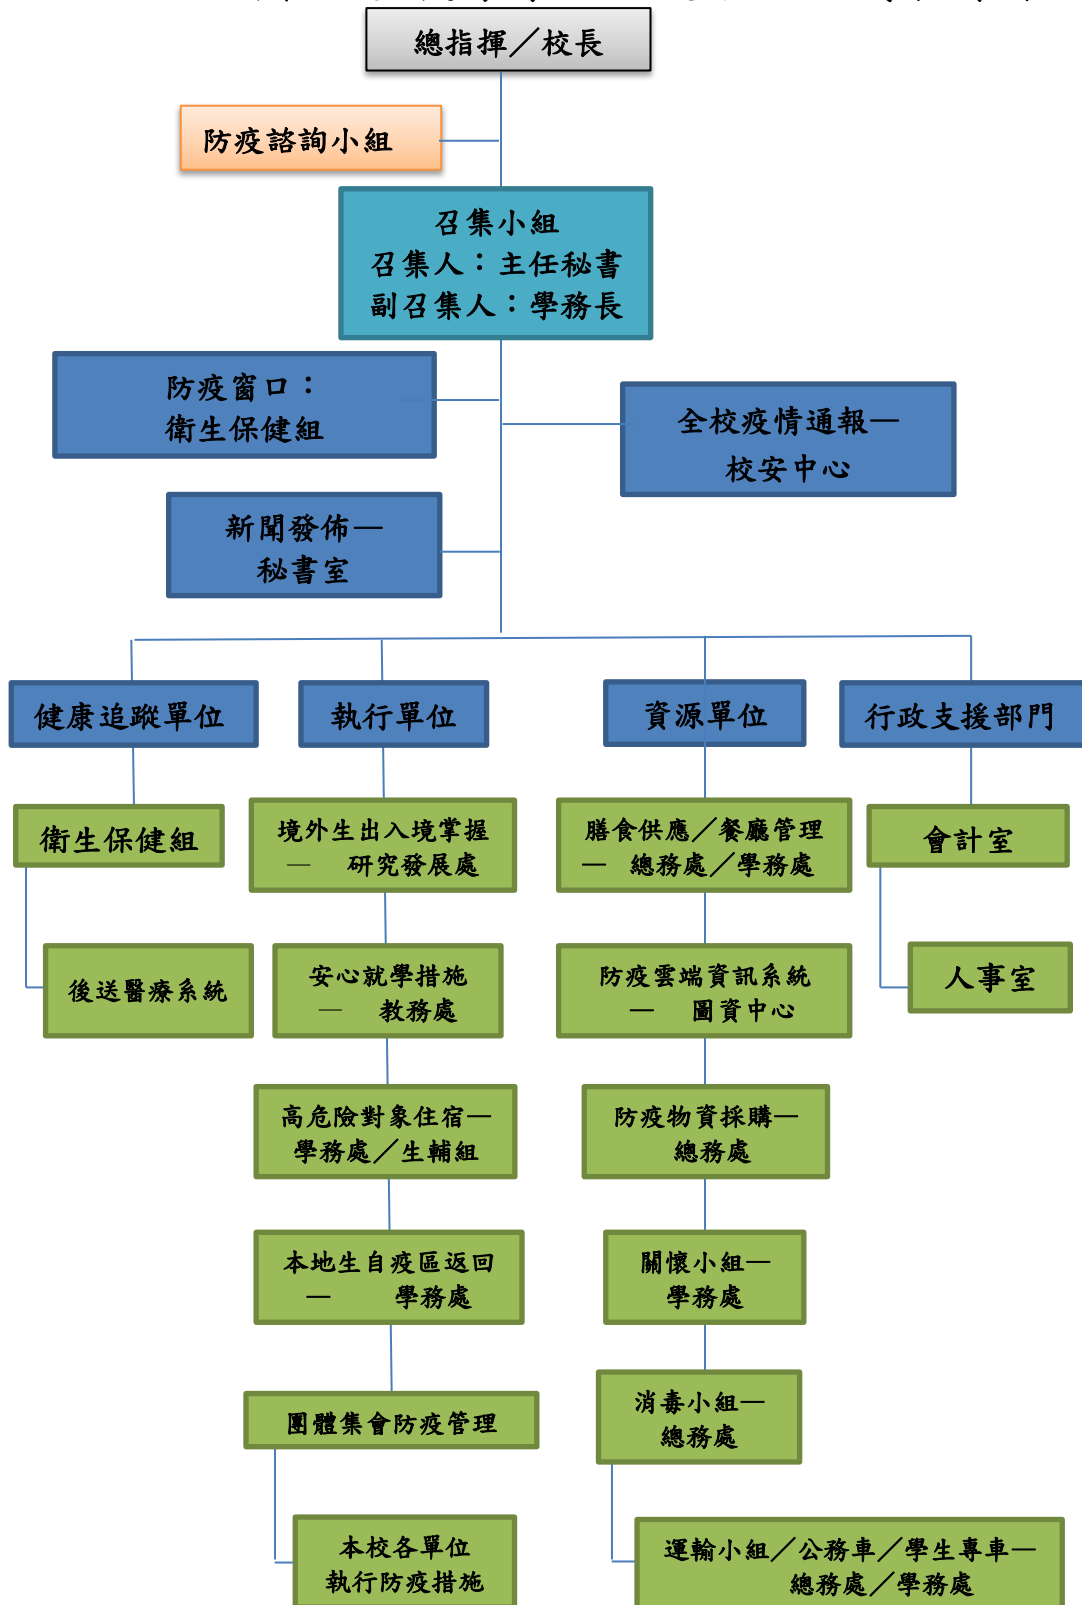 總指揮／校長
防疫諮詢小組
召集小組
召集人：主任秘書
副召集人：學務長
防疫窗口：
衛生保健組
全校疫情通報—
校安中心
新聞發佈—
秘書室
健康追蹤單位
執行單位
資源單位
行政支援部門
衛生保健組
後送醫療系統
境外生出入境掌握
— 研究發展處
安心就學措施
— 教務處
高危險對象住宿—
學務處／生輔組
本地生自疫區返回
— 學務處
團體集會防疫管理
本校各單位
執行防疫措施
膳食供應／餐廳管理
— 總務處／學務處
防疫雲端資訊系統
— 圖資中心
防疫物資採購—
總務處
關懷小組—
學務處
消毒小組—
總務處
運輸小組／公務車／學生專車—
總務處／學務處
會計室
人事室